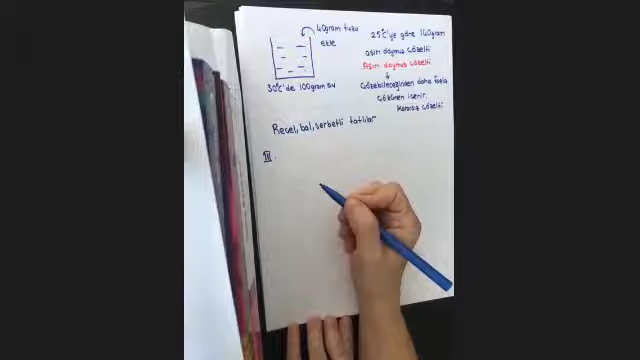 40gram tuzu
ekle
30°C'de 100gram su
25°C'ye göre 140gram
aşırı doymuş çözelti
Aşırı doymuş çözelti
Çözebileceğinden daha fazla
çözünen içerir.
Kararsız çözelti
Reçel, bal, şerbetli tatlılar
III.